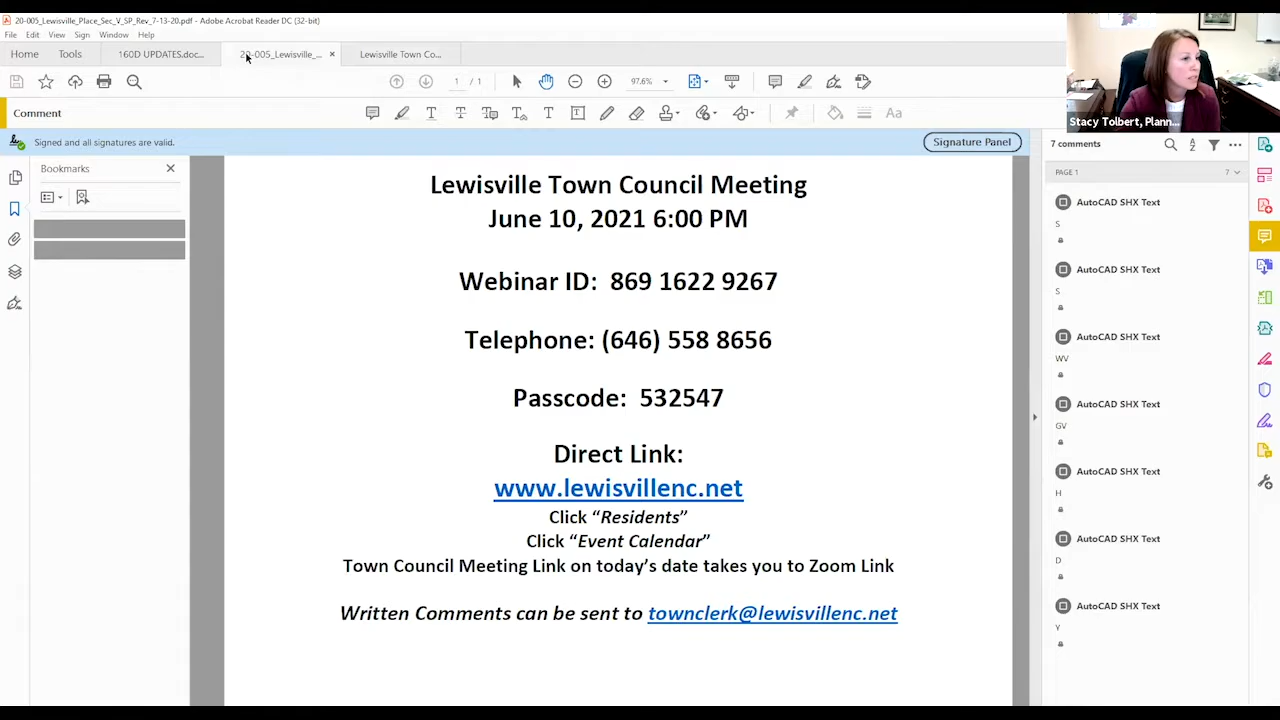 20-005_Lewisville_Place_Sec_V_SP_Rev_7-13-20.pdf - Adobe Acrobat Reader DC (32-bit)
File Edit View Sign Window Help
Home Tools 160D UPDATES.doc... 20-005_Lewisville_... × Lewisville Town Co...
1 / 1 97.6%
Comment
Aa
Signed and all signatures are valid.
Signature Panel
Bookmarks
Lewisville Town Council Meeting
June 10, 2021 6:00 PM
Webinar ID: 869 1622 9267
Telephone: (646) 558 8656
Passcode: 532547
Direct Link:
www.lewisvillenc.net
Click “Residents”
Click “Event Calendar”
Town Council Meeting Link on today’s date takes you to Zoom Link
Written Comments can be sent to townclerk@lewisvillenc.net
Stacy Tolbert, Plann...
7 comments
PAGE 1 7
AutoCAD SHX Text
S
AutoCAD SHX Text
S
AutoCAD SHX Text
WV
AutoCAD SHX Text
GV
AutoCAD SHX Text
H
AutoCAD SHX Text
D
AutoCAD SHX Text
Y